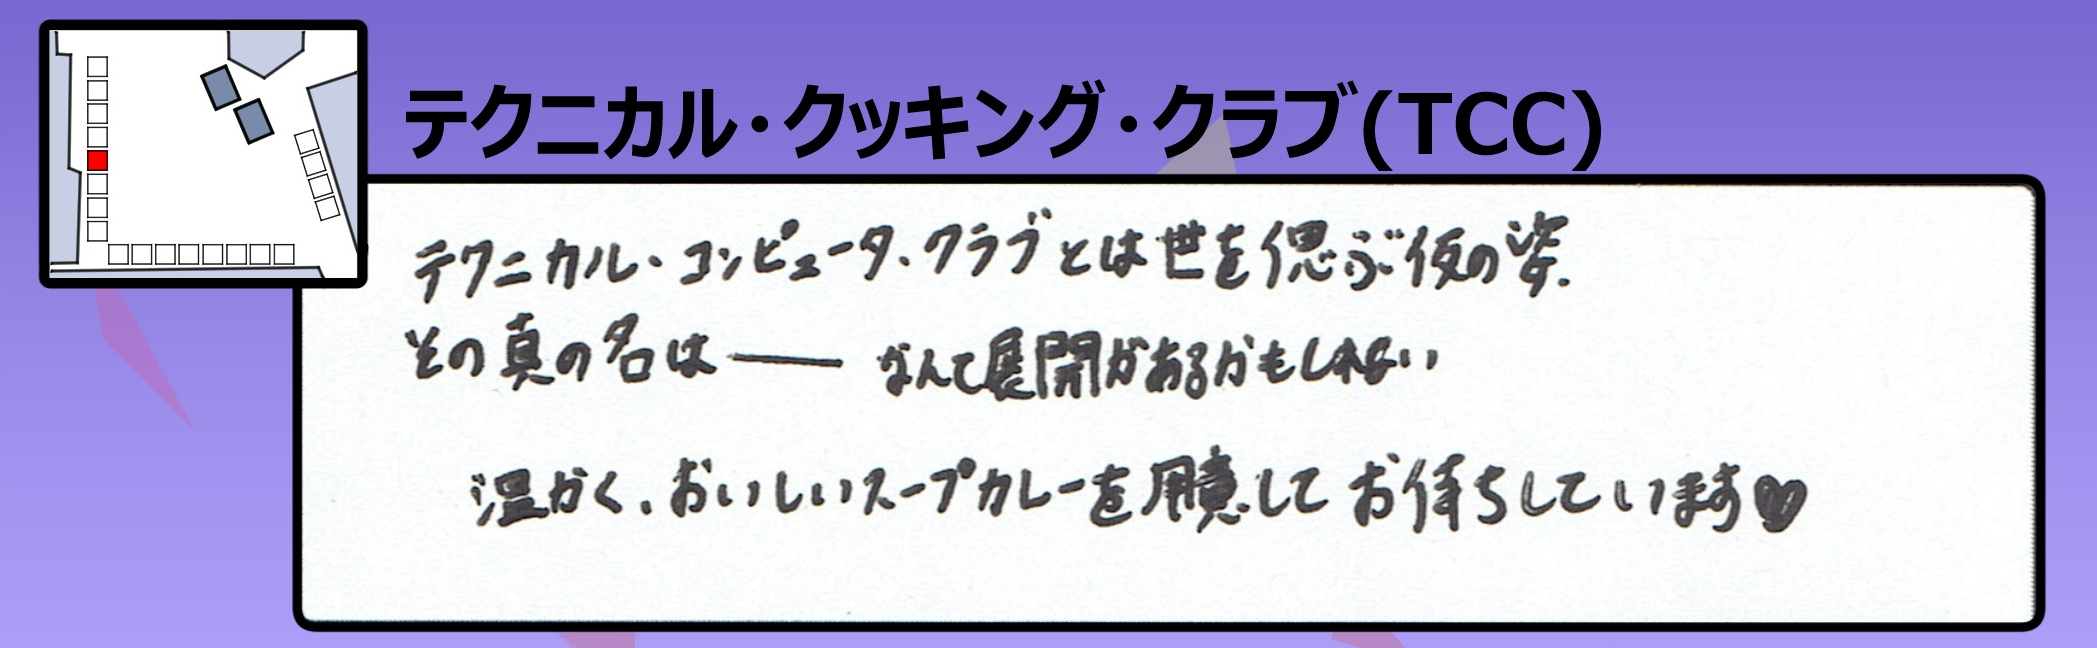 テクニカル・クッキング・クラブ(TCC)
テクニカル・コンピュータ・クラブとは世を偲ぶ仮の姿.
その真の名は――なんて展開があるかもしれない
温かく、おいしいスープカレーを用意してお待ちしています♥